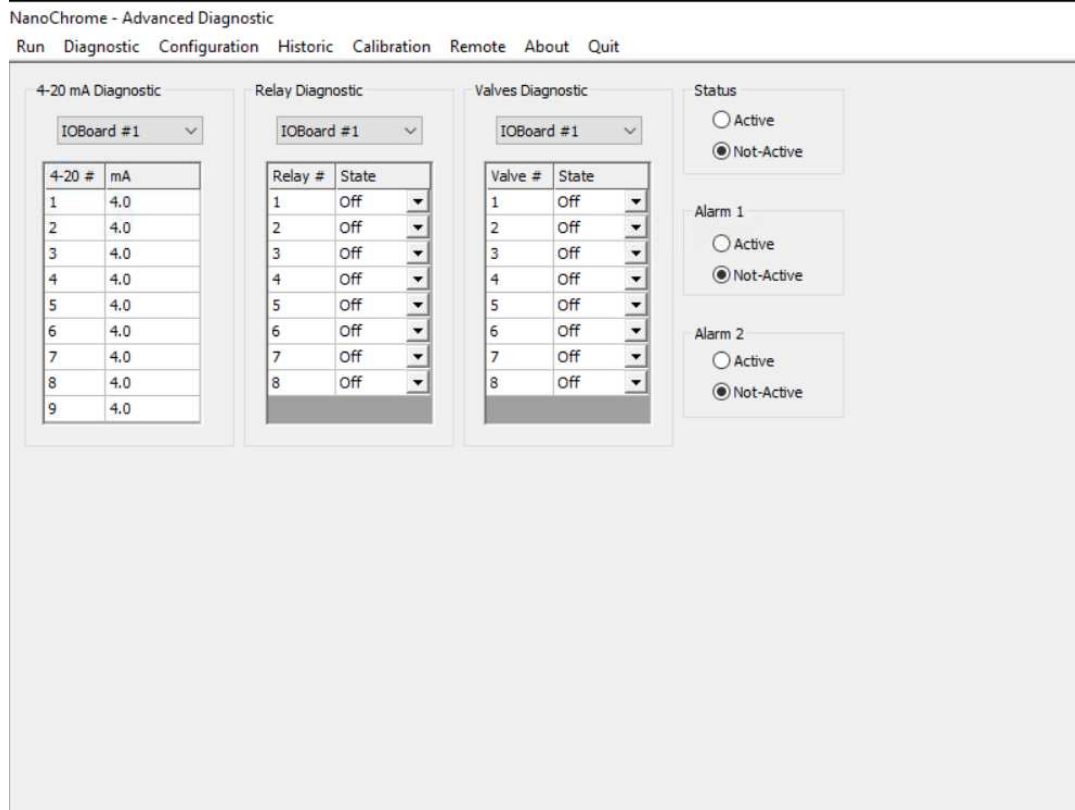 NanoChrome - Advanced Diagnostic
Run Diagnostic Configuration Historic Calibration Remote About Quit
4-20 mA Diagnostic
IOBoard #1
4-20 # mA
1 4.0
2 4.0
3 4.0
4 4.0
5 4.0
6 4.0
7 4.0
8 4.0
9 4.0
Relay Diagnostic
IOBoard #1
Relay # State
1 Off
2 Off
3 Off
4 Off
5 Off
6 Off
7 Off
8 Off
Valves Diagnostic
IOBoard #1
Valve # State
1 Off
2 Off
3 Off
4 Off
5 Off
6 Off
7 Off
8 Off
Status
Active
Not-Active
Alarm 1
Active
Not-Active
Alarm 2
Active
Not-Active